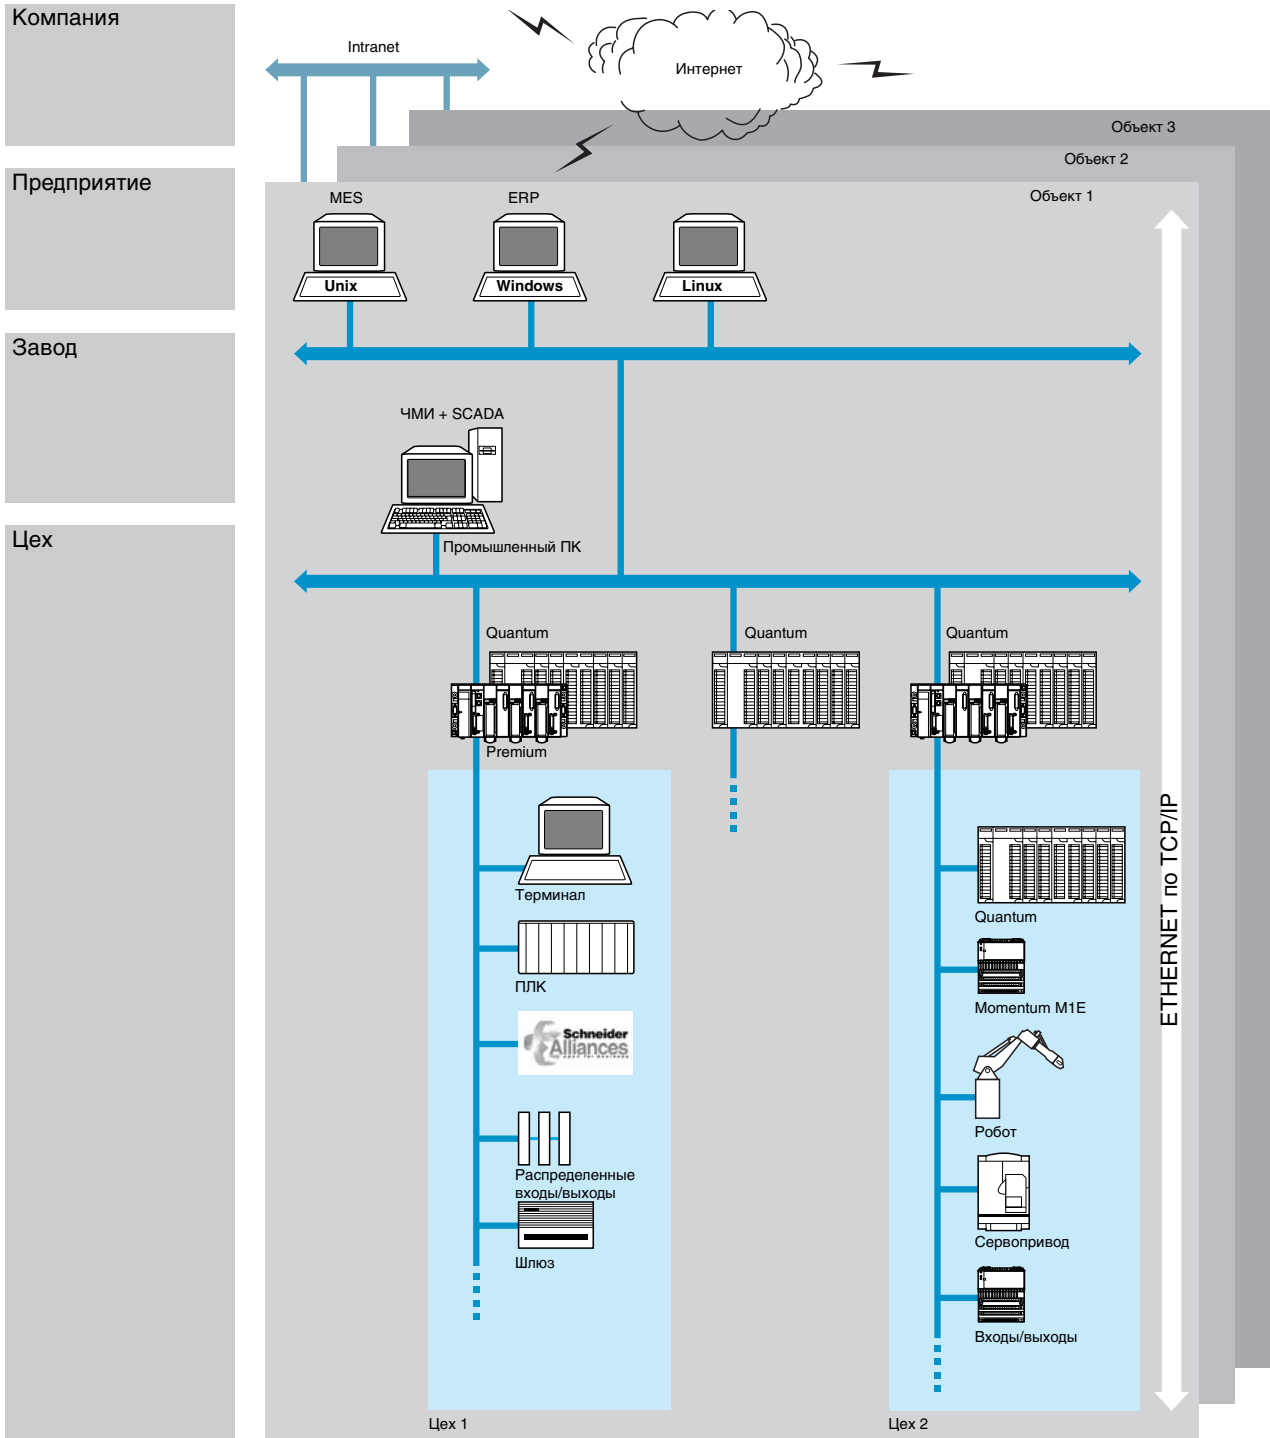 Компания
Intranet
Интернет
Объект 3
Объект 2
Предприятие
Объект 1
MES
ERP
Unix
Windows
Linux
Завод
ЧМИ + SCADA
Цех
Промышленный ПК
Quantum
Quantum
Quantum
Premium
ETHERNET по TCP/IP
Терминал
Quantum
ПЛК
Momentum M1E
Schneider
Alliances
Робот
Распределенные
входы/выходы
Сервопривод
Шлюз
Входы/выходы
Цех 1
Цех 2